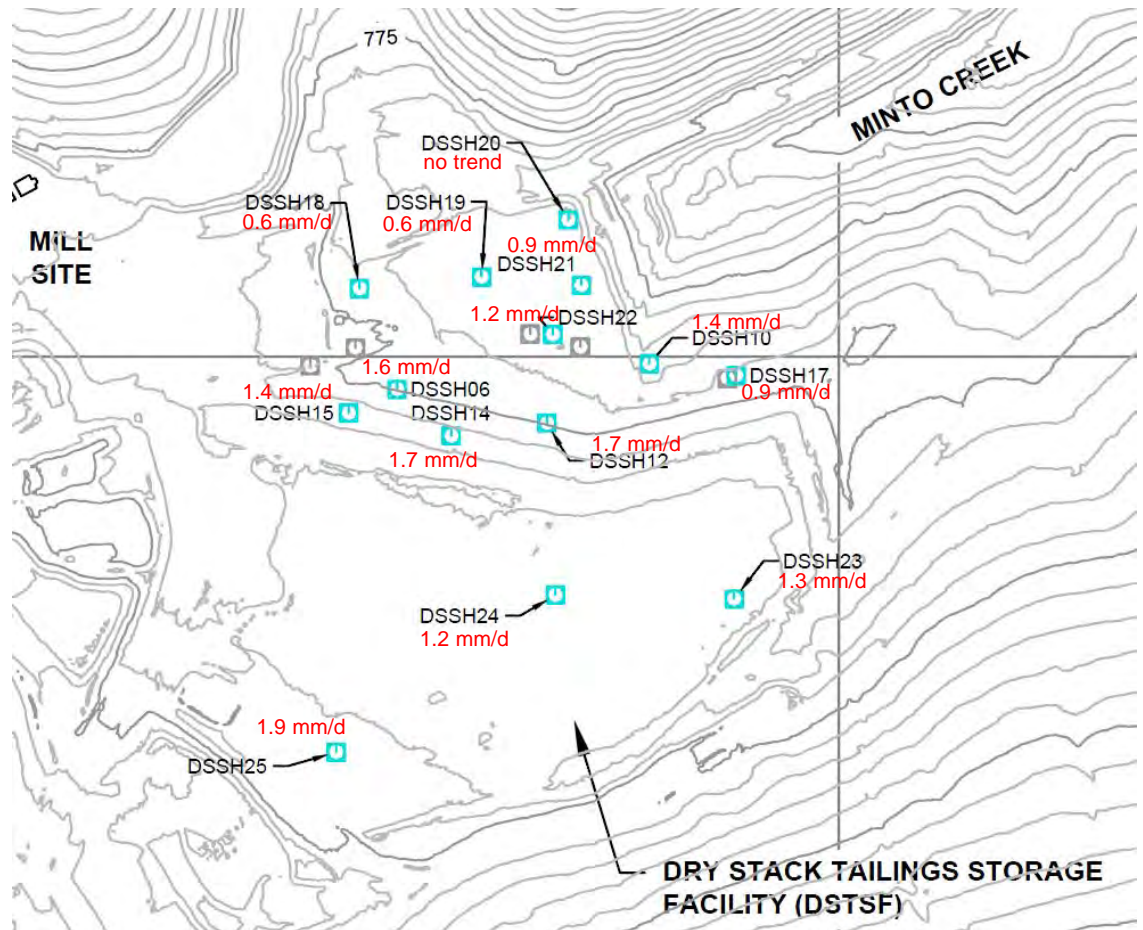 775
MINTO CREEK
DSSH20
no trend
DSSH18
0.6 mm/d
DSSH19
0.6 mm/d
0.9 mm/d
DSSH21
MILL
SITE
1.2 mm/d
DSSH22
1.4 mm/d
DSSH10
1.6 mm/d
DSSH06
DSSH17
0.9 mm/d
1.4 mm/d
DSSH15
DSSH14
1.7 mm/d
1.7 mm/d
DSSH12
DSSH23
1.3 mm/d
DSSH24
1.2 mm/d
1.9 mm/d
DSSH25
DRY STACK TAILINGS STORAGE
FACILITY (DSTSF)